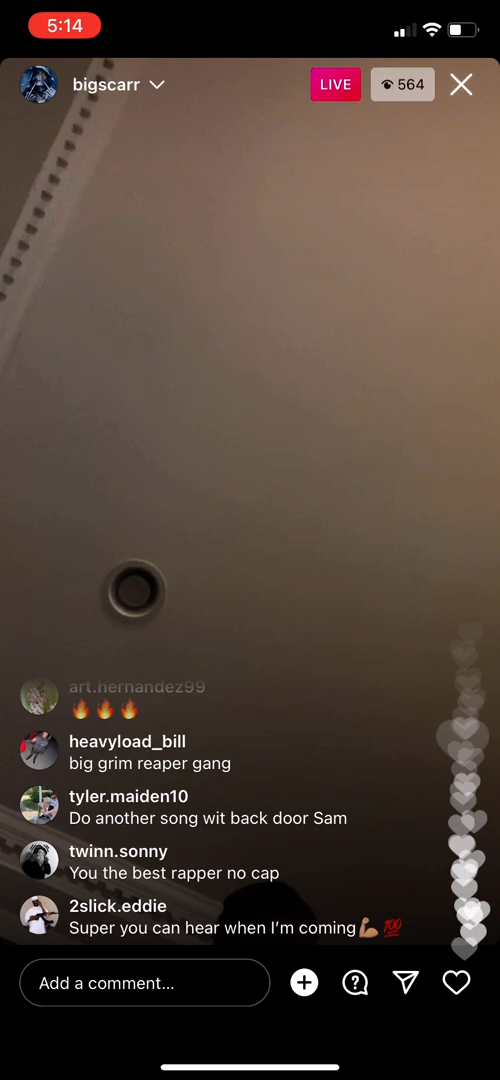 5:14
bigscarr
LIVE
564
art.hernandez99
🔥🔥🔥
heavyload_bill
big grim reaper gang
tyler.maiden10
Do another song wit back door Sam
twinn.sonny
You the best rapper no cap
2slick.eddie
Super you can hear when I'm coming💪🏽💯
Add a comment...